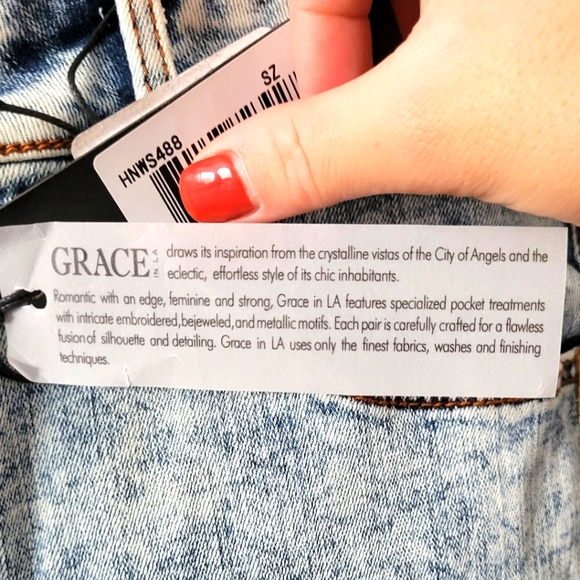 SZ
HNWS488
GRACE IN LA draws its inspiration from the crystalline vistas of the City of Angels and the
eclectic, effortless style of its chic inhabitants.
Romantic with an edge, feminine and strong, Grace in LA features specialized pocket treatments
with intricate embroidered,bejeweled,and metallic motifs. Each pair is carefully crafted for a flawless
fusion of silhouette and detailing. Grace in LA uses only the finest fabrics, washes and finishing
techniques.